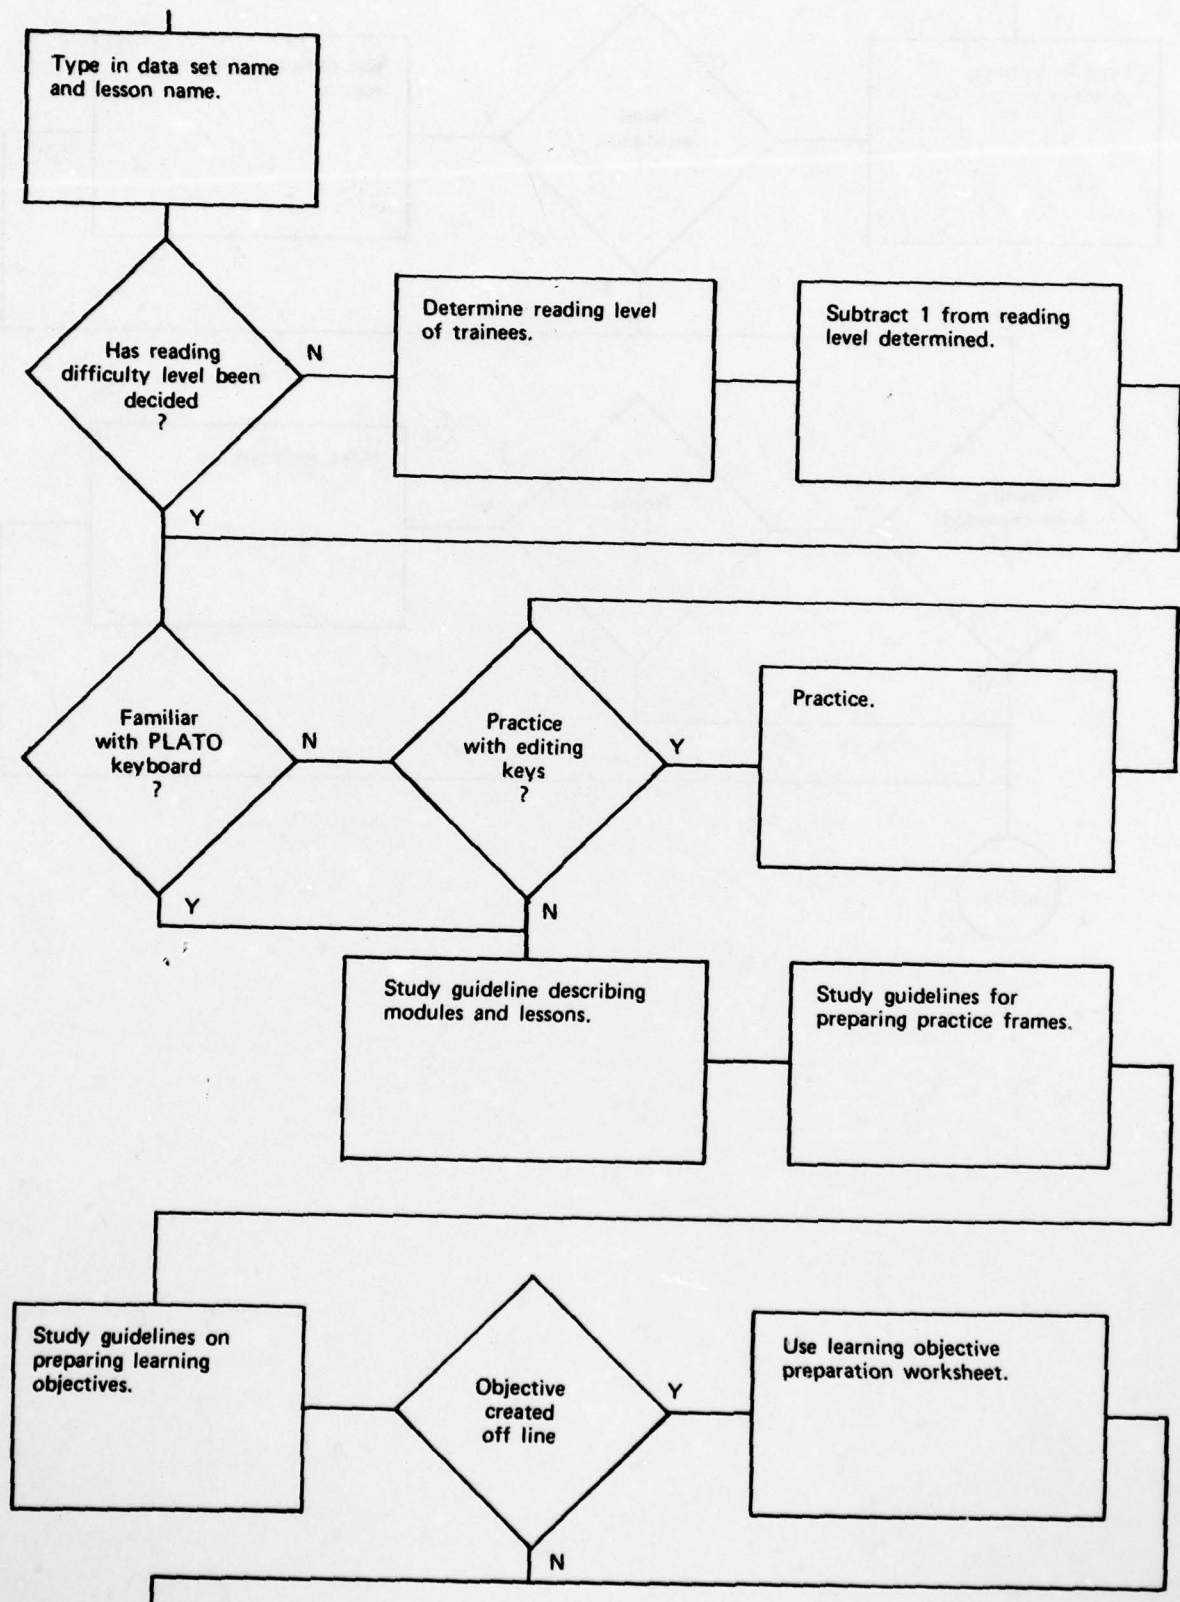 Type in data set name
and lesson name.
Has reading
difficulty level been
decided
?
N
Y
Determine reading level
of trainees.
Subtract 1 from reading
level determined.
Familiar
with PLATO
keyboard
?
N
Y
Practice
with editing
keys
?
Y
N
Practice.
Study guideline describing
modules and lessons.
Study guidelines for
preparing practice frames.
Study guidelines on
preparing learning
objectives.
Objective
created
off line
Y
N
Use learning objective
preparation worksheet.